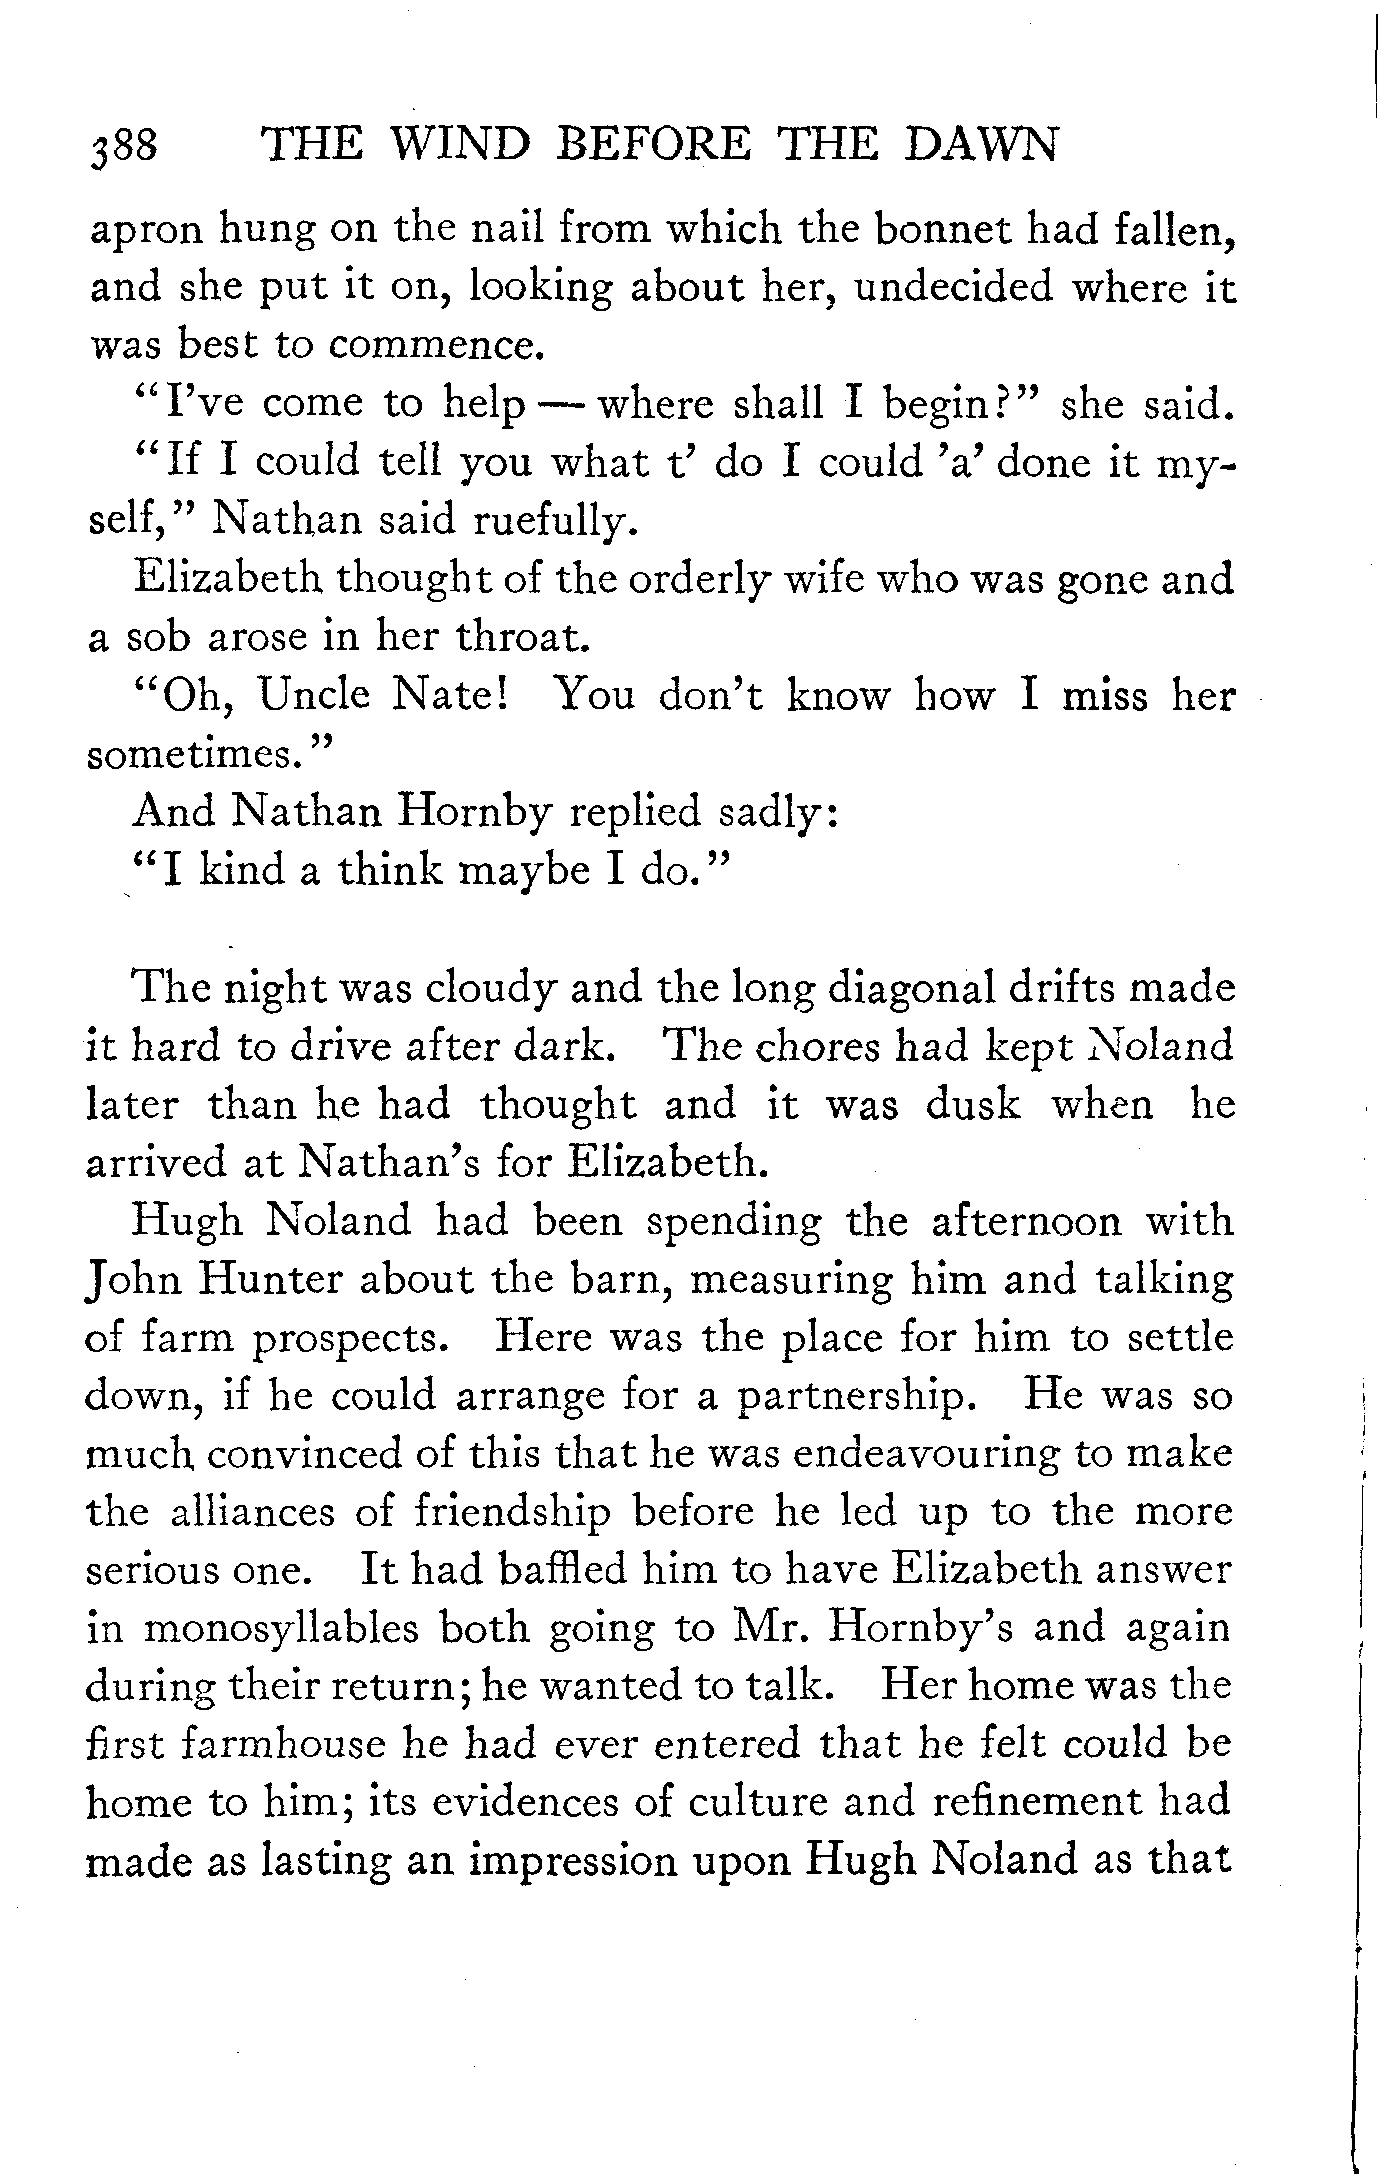 388 THE WIND BEFORE THE DAWN
apron hung on the nail from which the bonnet had fallen,
and she put it on, looking about her, undecided where it
was best to commence.
“I’ve come to help — where shall I begin?” she said.
“If I could tell you what t’ do I could ’a’ done it my-
self,” Nathan said ruefully.
Elizabeth thought of the orderly wife who was gone and
a sob arose in her throat.
“Oh, Uncle Nate! You don’t know how I miss her
sometimes.”
And Nathan Hornby replied sadly:
“I kind a think maybe I do.”
The night was cloudy and the long diagonal drifts made
it hard to drive after dark. The chores had kept Noland
later than he had thought and it was dusk when he
arrived at Nathan’s for Elizabeth.
Hugh Noland had been spending the afternoon with
John Hunter about the barn, measuring him and talking
of farm prospects. Here was the place for him to settle
down, if he could arrange for a partnership. He was so
much convinced of this that he was endeavouring to make
the alliances of friendship before he led up to the more
serious one. It had baffled him to have Elizabeth answer
in monosyllables both going to Mr. Hornby’s and again
during their return; he wanted to talk. Her home was the
first farmhouse he had ever entered that he felt could be
home to him; its evidences of culture and refinement had
made as lasting an impression upon Hugh Noland as that